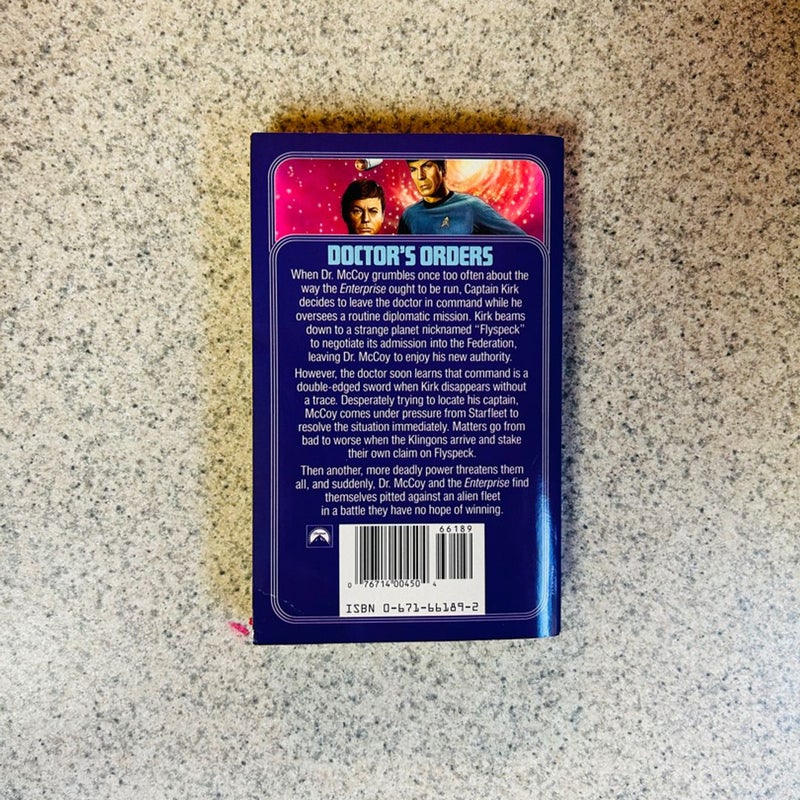 DOCTOR'S ORDERS
When Dr. McCoy grumbles once too often about the
way the Enterprise ought to be run, Captain Kirk
decides to leave the doctor in command while he
oversees a routine diplomatic mission. Kirk beams
down to a strange planet nicknamed "Flyspeck"
to negotiate its admission into the Federation,
leaving Dr. McCoy to enjoy his new authority.
However, the doctor soon learns that command is a
double-edged sword when Kirk disappears without
a trace. Desperately trying to locate his captain,
McCoy comes under pressure from Starfleet to
resolve the situation immediately. Matters go from
bad to worse when the Klingons arrive and stake
their own claim on Flyspeck.
Then another, more deadly power threatens them
all, and suddenly, Dr. McCoy and the Enterprise find
themselves pitted against an alien fleet
in a battle they have no hope of winning.
66189
0 76714 00450 4
ISBN 0-671-66189-2